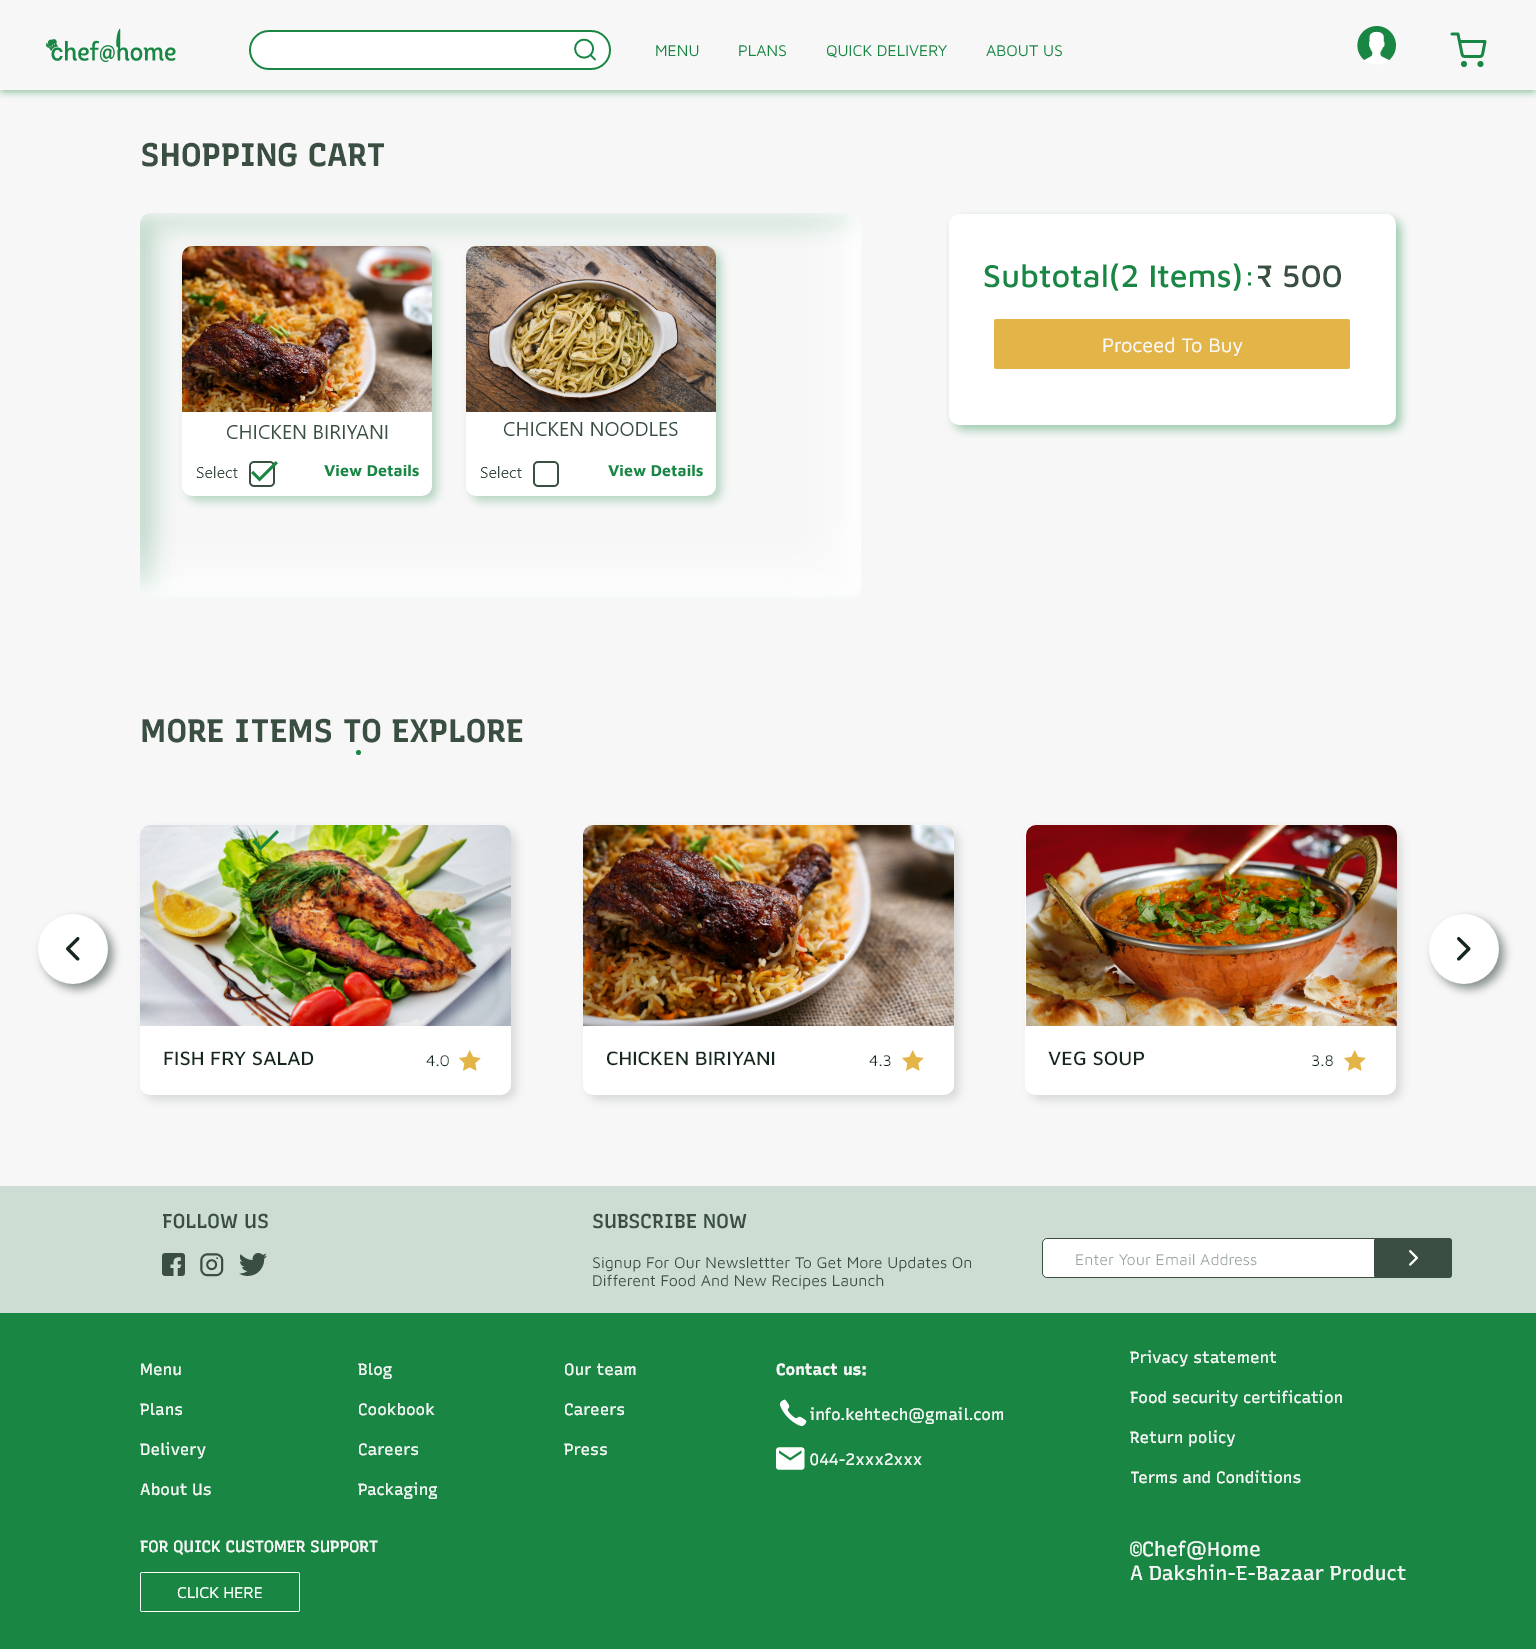 chef@home
MENU
PLANS
QUICK DELIVERY
ABOUT US
SHOPPING CART
CHICKEN BIRIYANI
Select
View Details
CHICKEN NOODLES
Select
View Details
Subtotal(2 Items):₹ 500
Proceed To Buy
MORE ITEMS TO EXPLORE
FISH FRY SALAD
4.0
CHICKEN BIRIYANI
4.3
VEG SOUP
3.8
FOLLOW US
SUBSCRIBE NOW
Signup For Our Newslettter To Get More Updates On
Different Food And New Recipes Launch
Enter Your Email Address
Menu
Plans
Delivery
About Us
Blog
Cookbook
Careers
Packaging
Our team
Careers
Press
Contact us:
info.kehtech@gmail.com
044-2xxx2xxx
Privacy statement
Food security certification
Return policy
Terms and Conditions
FOR QUICK CUSTOMER SUPPORT
CLICK HERE
©Chef@Home
A Dakshin-E-Bazaar Product